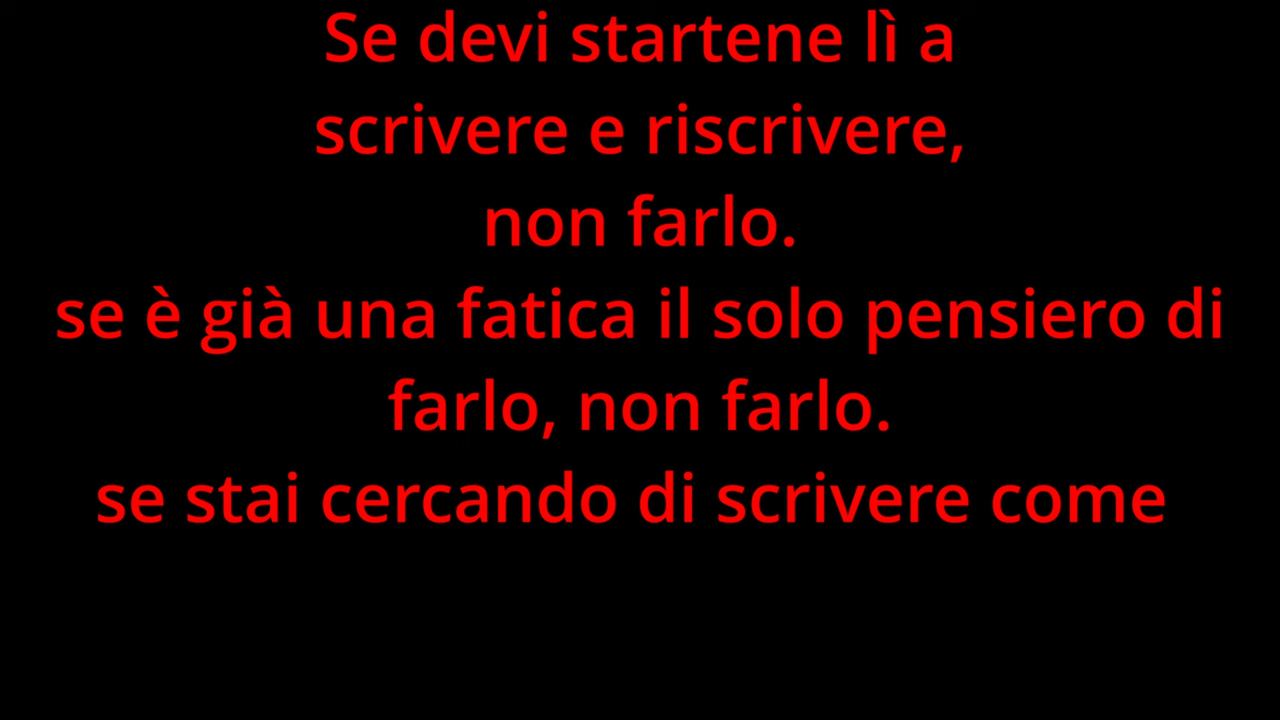 Se devi startene lì a
scrivere e riscrivere,
non farlo.
se è già una fatica il solo pensiero di
farlo, non farlo.
se stai cercando di scrivere come